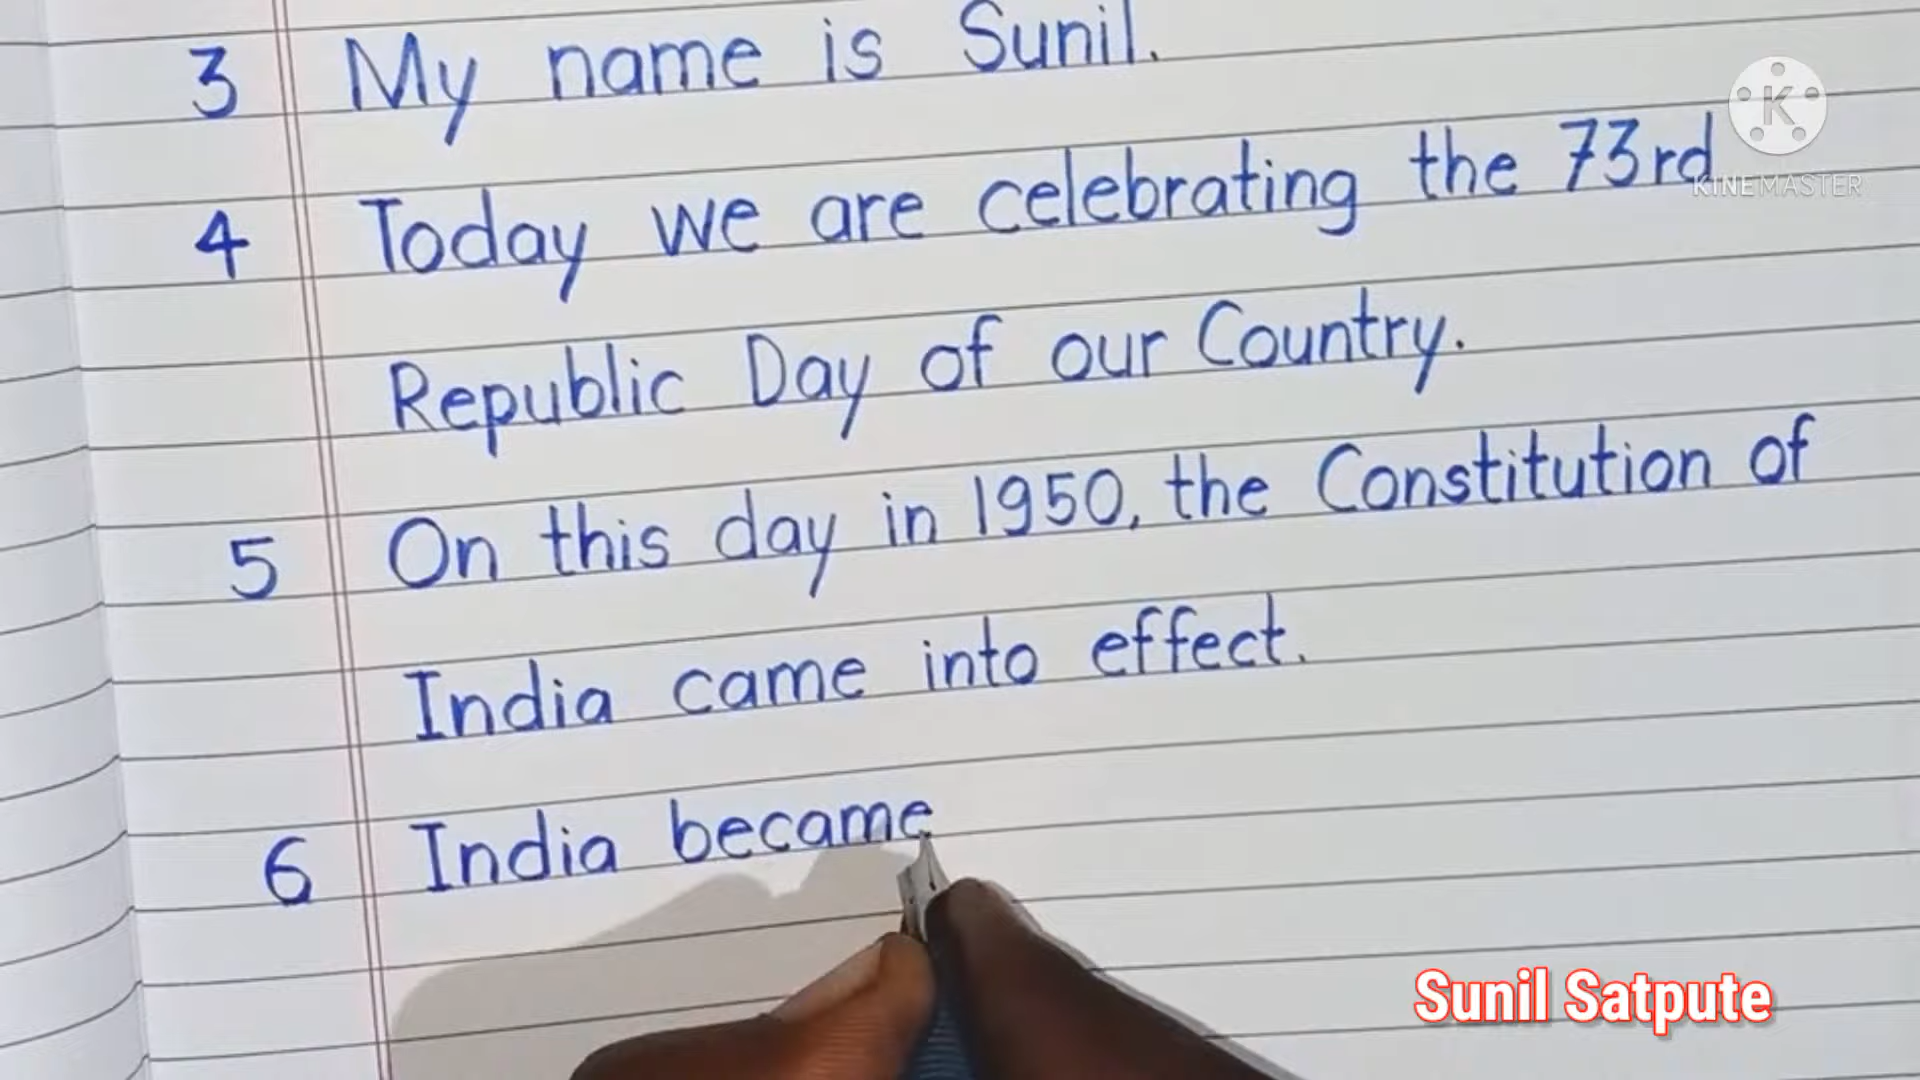 3 My name is Sunil.
4 Today we are celebrating the 73rd
Republic Day of our Country.
5 On this day in 1950, the Constitution of
India came into effect.
6 India became
K
KINEMASTER
Sunil Satpute